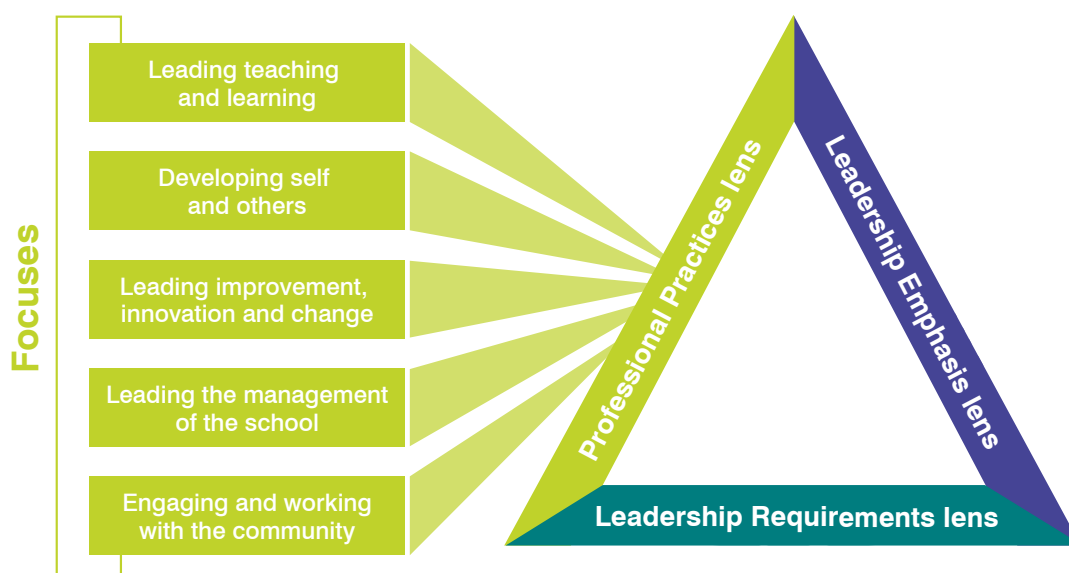 Focuses
Leading teaching
and learning
Developing self
and others
Leading improvement,
innovation and change
Leading the management
of the school
Engaging and working
with the community
Professional Practices lens
Leadership Emphasis lens
Leadership Requirements lens